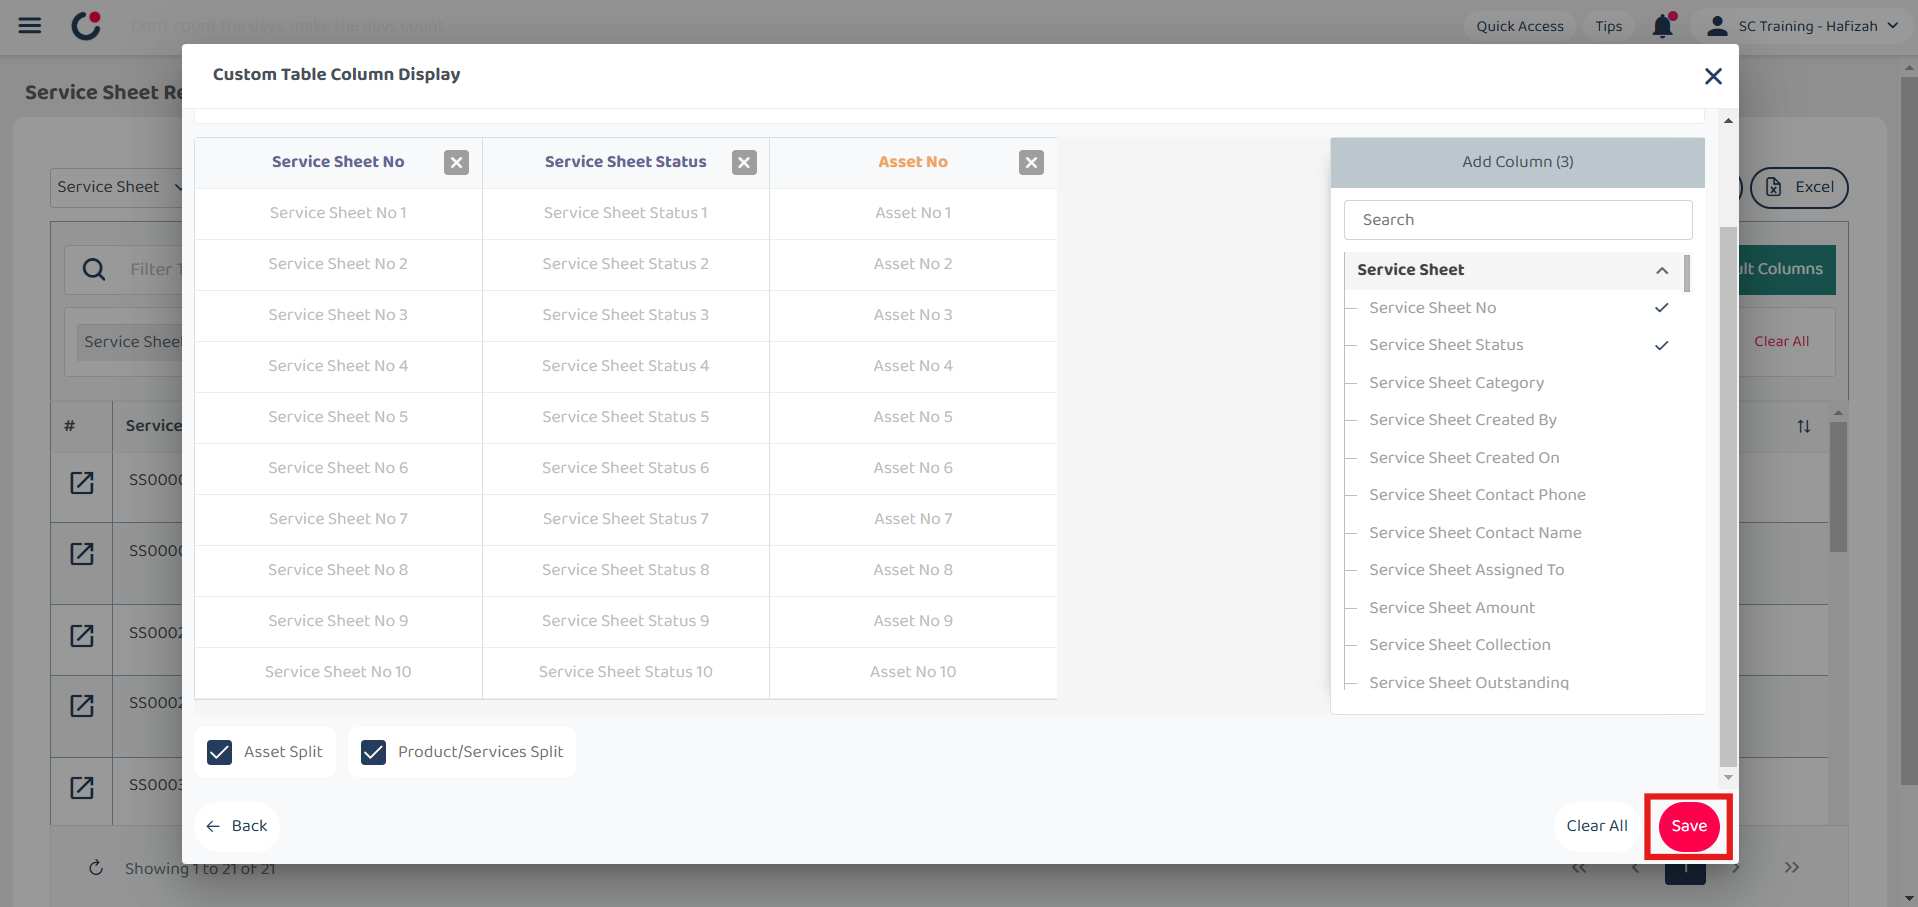 Don't count the days, make the days count.
Quick Access
Tips
SC Training - Hafizah
Service Sheet Re
Custom Table Column Display
Service Sheet
Excel
Filter T
ult Columns
Service Shee
Clear All
#
Service
SS000
SS000
SS0002
SS0002
SS0003
Service Sheet No
Service Sheet Status
Asset No
Service Sheet No 1
Service Sheet Status 1
Asset No 1
Service Sheet No 2
Service Sheet Status 2
Asset No 2
Service Sheet No 3
Service Sheet Status 3
Asset No 3
Service Sheet No 4
Service Sheet Status 4
Asset No 4
Service Sheet No 5
Service Sheet Status 5
Asset No 5
Service Sheet No 6
Service Sheet Status 6
Asset No 6
Service Sheet No 7
Service Sheet Status 7
Asset No 7
Service Sheet No 8
Service Sheet Status 8
Asset No 8
Service Sheet No 9
Service Sheet Status 9
Asset No 9
Service Sheet No 10
Service Sheet Status 10
Asset No 10
Add Column (3)
Search
Service Sheet
Service Sheet No
Service Sheet Status
Service Sheet Category
Service Sheet Created By
Service Sheet Created On
Service Sheet Contact Phone
Service Sheet Contact Name
Service Sheet Assigned To
Service Sheet Amount
Service Sheet Collection
Service Sheet Outstanding
Asset Split
Product/Services Split
Back
Clear All
Save
Showing 1 to 21 of 21
1